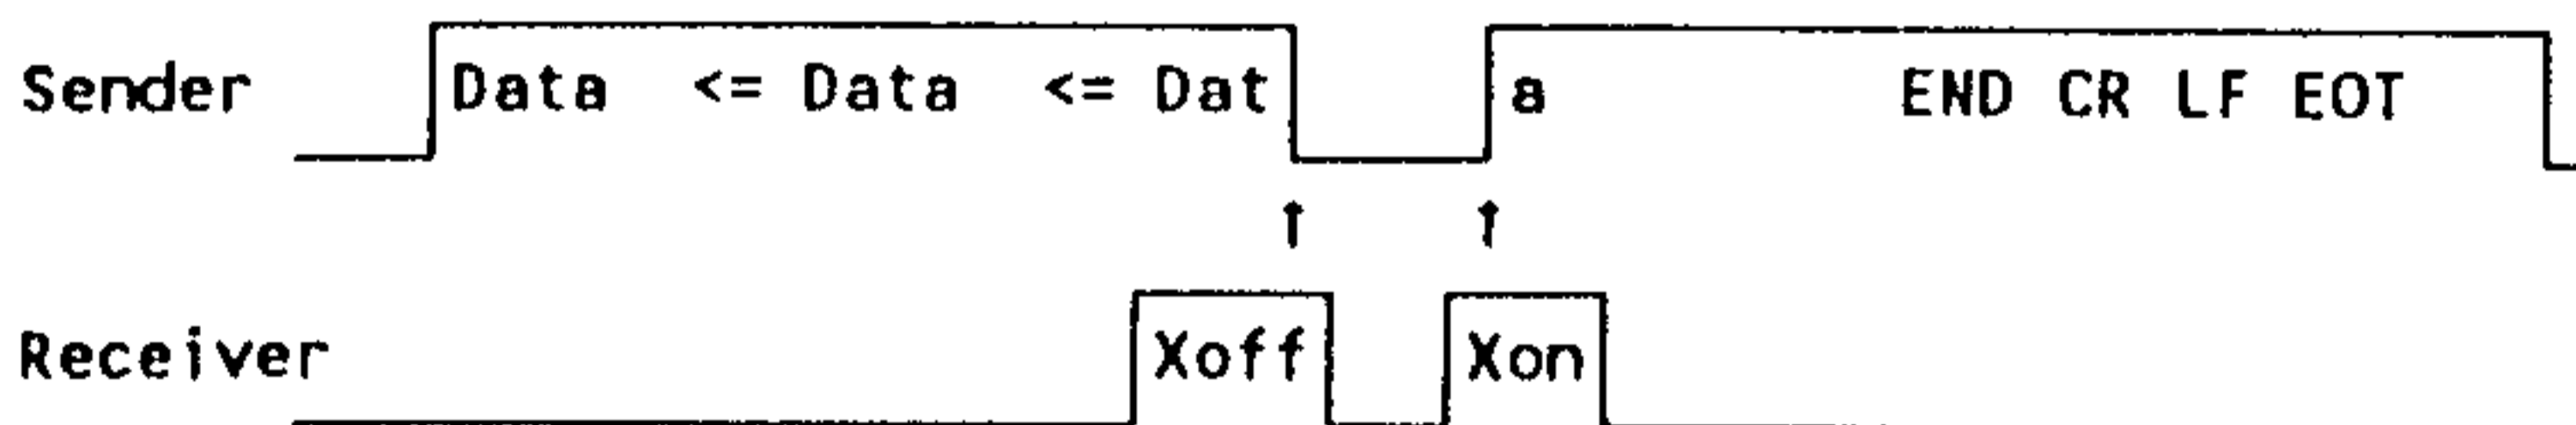 Sender Data <= Data <= Dat a END CR LF EOT
↑ ↑
Receiver Xoff Xon